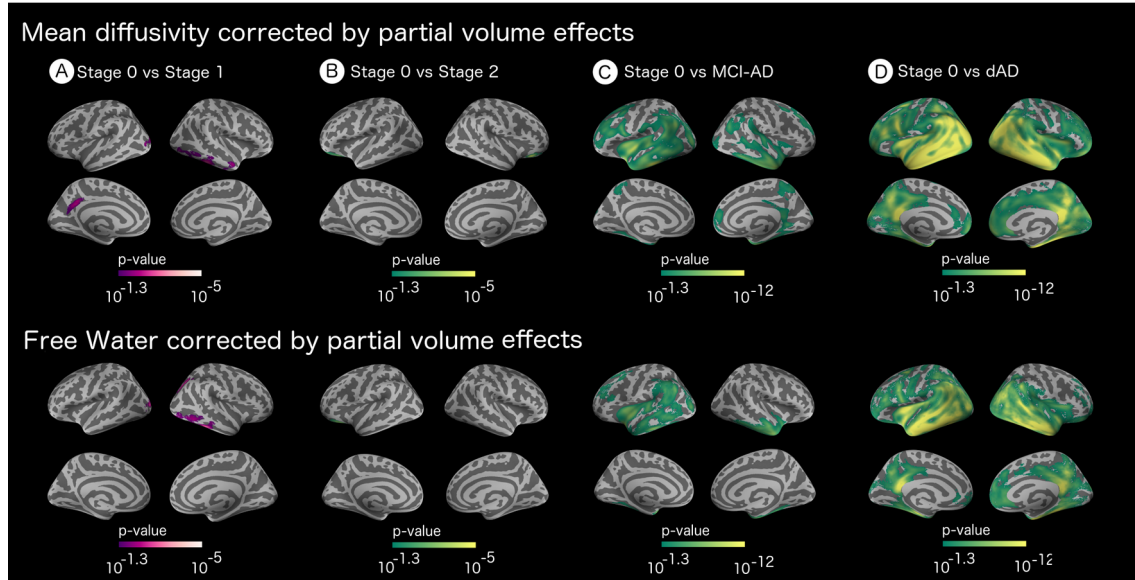 Mean diffusivity corrected by partial volume effects
A Stage 0 vs Stage 1
B Stage 0 vs Stage 2
C Stage 0 vs MCI-AD
D Stage 0 vs dAD
p-value
10^-1.3 10^-5
p-value
10^-1.3 10^-5
p-value
10^-1.3 10^-12
p-value
10^-1.3 10^-12
Free Water corrected by partial volume effects
p-value
10^-1.3 10^-5
p-value
10^-1.3 10^-5
p-value
10^-1.3 10^-12
p-value
10^-1.3 10^-12